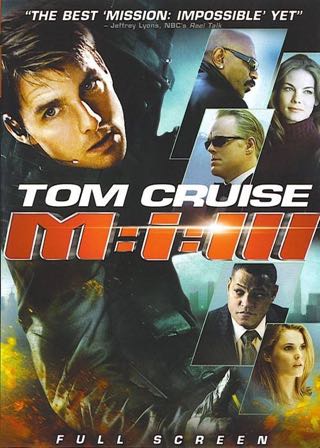 "THE BEST 'MISSION: IMPOSSIBLE' YET"
– Jeffrey Lyons, NBC's Reel Talk
TOM CRUISE
M:i:III
FULL SCREEN